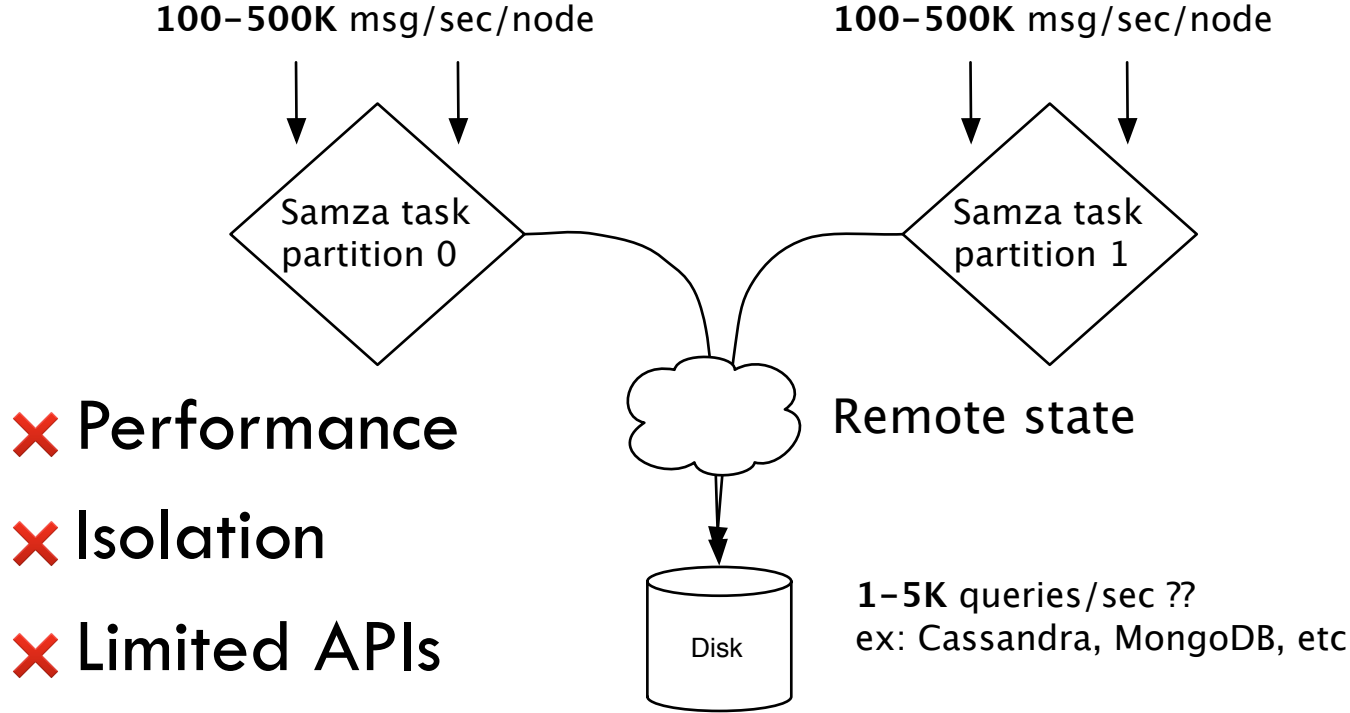 100-500K msg/sec/node
100-500K msg/sec/node
Samza task
partition 0
Samza task
partition 1
Remote state
Performance
Isolation
Limited APIs
Disk
1-5K queries/sec ??
ex: Cassandra, MongoDB, etc